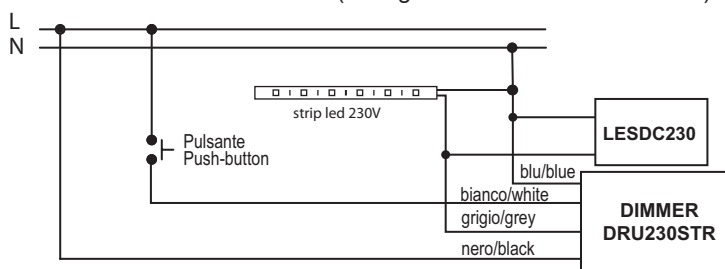 L
N
strip led 230V
LESDC230
Pulsante
Push-button
blu/blue
bianco/white
grigio/grey
nero/black
DIMMER
DRU230STR